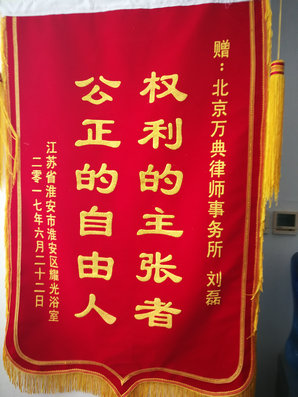 赠：北京万典律师事务所 刘磊
权利的主张者
公正的自由人
江苏省淮安市淮安区耀光浴室
二零一七年六月二十二日